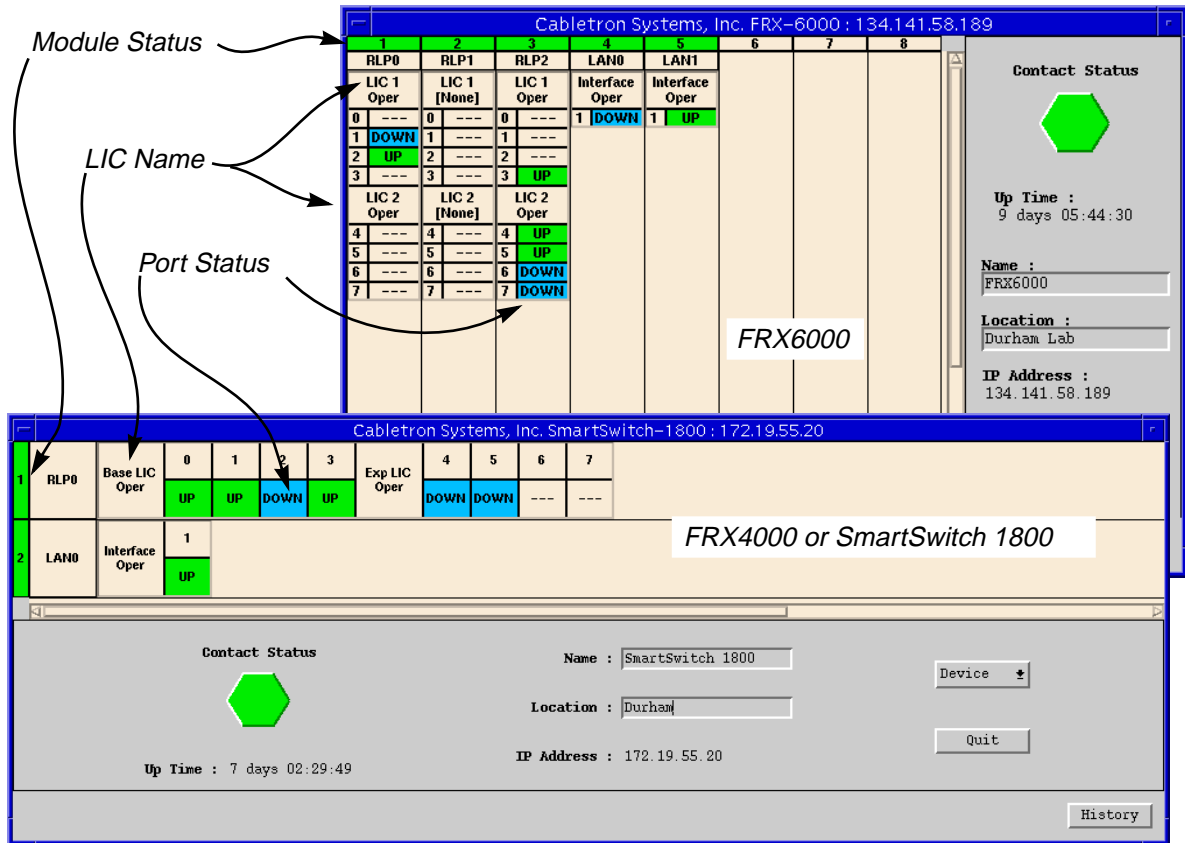 Cabletron Systems, Inc. FRX-6000 : 134.141.58.189
Module Status
LIC Name
Port Status
1 2 3 4 5 6 7 8
RLP0 RLP1 RLP2 LAN0 LAN1
LIC 1 LIC 1 LIC 1 Interface Interface
Oper [None] Oper Oper Oper
0 --- 0 --- 0 --- 1 DOWN 1 UP
1 DOWN 1 --- 1 ---
2 UP 2 --- 2 ---
3 --- 3 --- 3 UP
LIC 2 LIC 2 LIC 2
Oper [None] Oper
4 --- 4 --- 4 UP
5 --- 5 --- 5 UP
6 --- 6 --- 6 DOWN
7 --- 7 --- 7 DOWN
FRX6000
Contact Status
Up Time :
9 days 05:44:30
Name :
FRX6000
Location :
Durham Lab
IP Address :
134.141.58.189
Cabletron Systems, Inc. SmartSwitch-1800 : 172.19.55.20
1 RLP0 Base LIC Oper 0 1 2 3 Exp LIC Oper 4 5 6 7
UP UP DOWN UP DOWN DOWN --- ---
2 LAN0 Interface Oper 1
UP
FRX4000 or SmartSwitch 1800
Contact Status
Up Time : 7 days 02:29:49
Name : SmartSwitch 1800
Location : Durham
IP Address : 172.19.55.20
Device
Quit
History